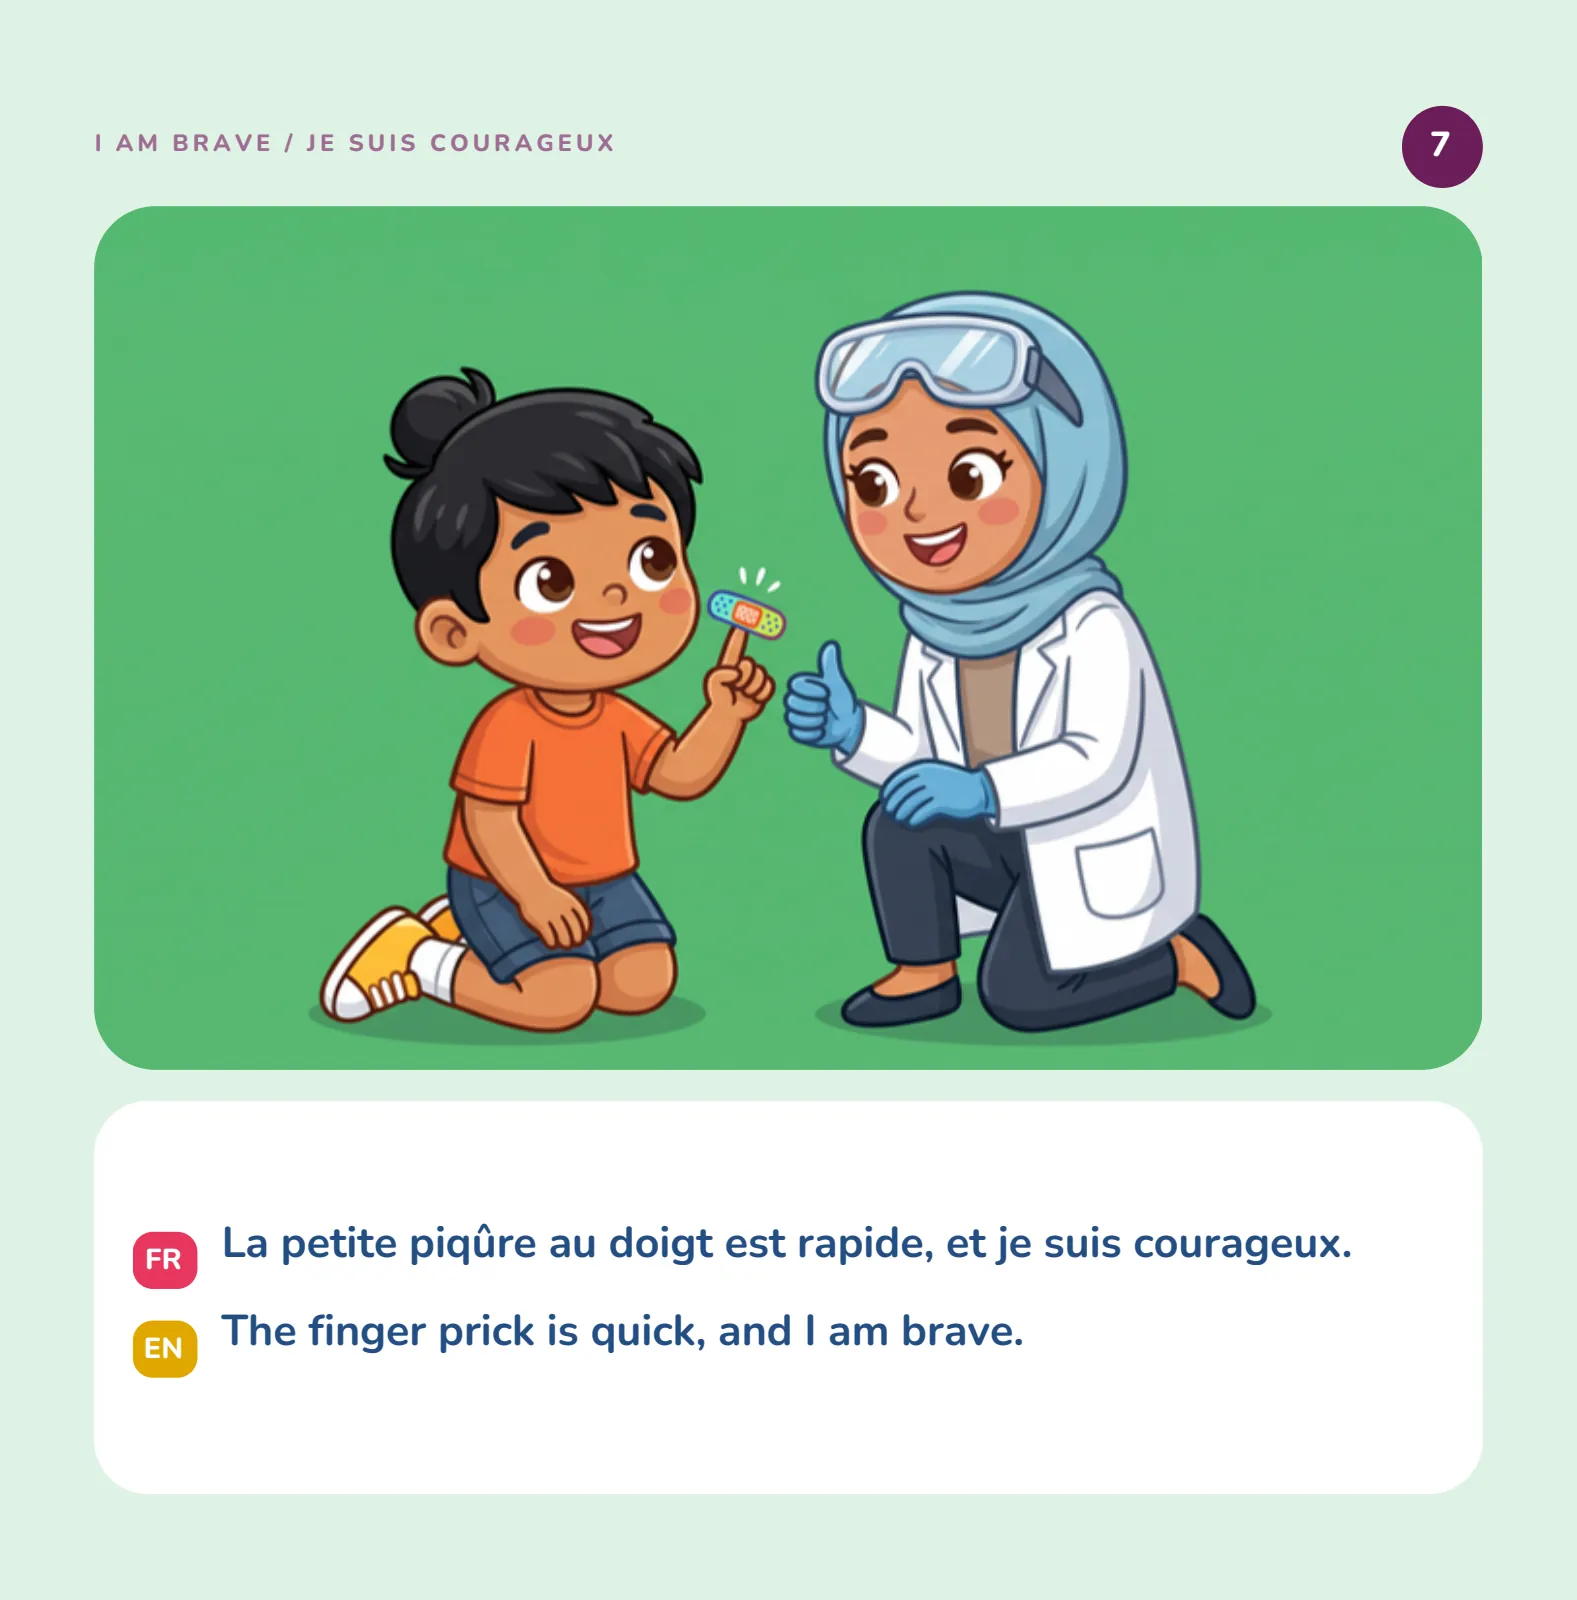 I AM BRAVE / JE SUIS COURAGEUX
7
FR La petite piqûre au doigt est rapide, et je suis courageux.
EN The finger prick is quick, and I am brave.